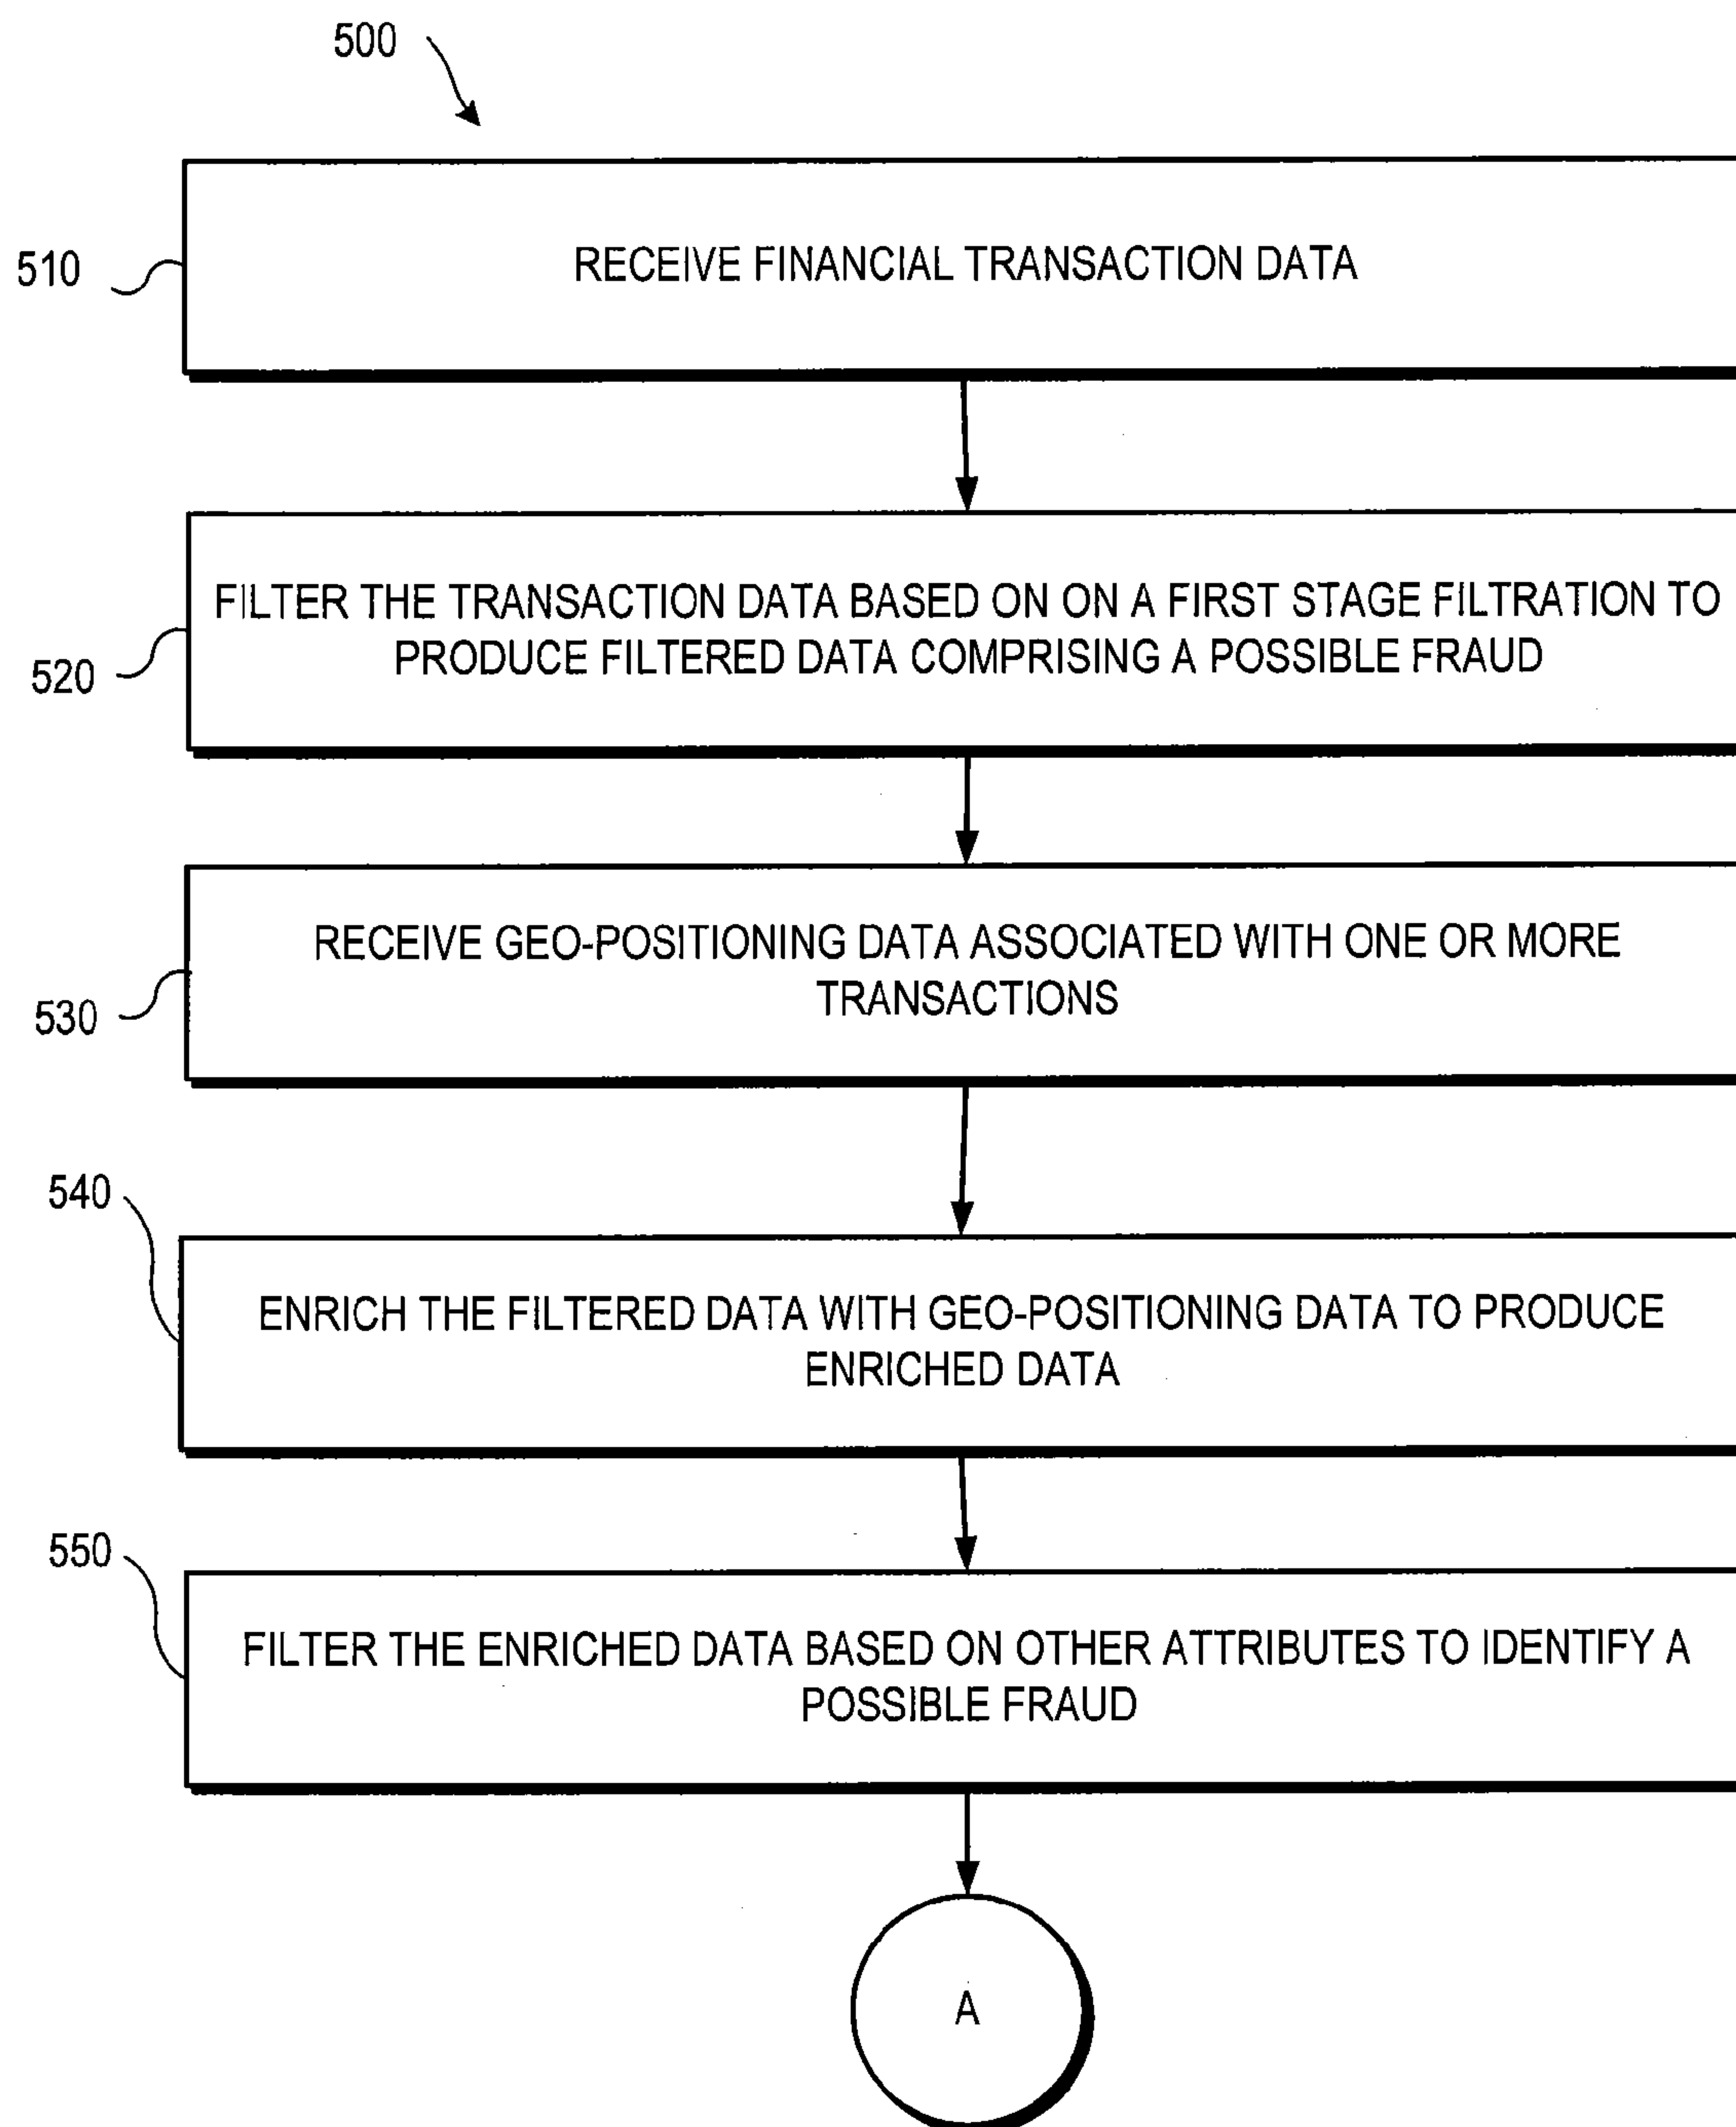 500
510
RECEIVE FINANCIAL TRANSACTION DATA
520
FILTER THE TRANSACTION DATA BASED ON ON A FIRST STAGE FILTRATION TO
PRODUCE FILTERED DATA COMPRISING A POSSIBLE FRAUD
530
RECEIVE GEO-POSITIONING DATA ASSOCIATED WITH ONE OR MORE
TRANSACTIONS
540
ENRICH THE FILTERED DATA WITH GEO-POSITIONING DATA TO PRODUCE
ENRICHED DATA
550
FILTER THE ENRICHED DATA BASED ON OTHER ATTRIBUTES TO IDENTIFY A
POSSIBLE FRAUD
A